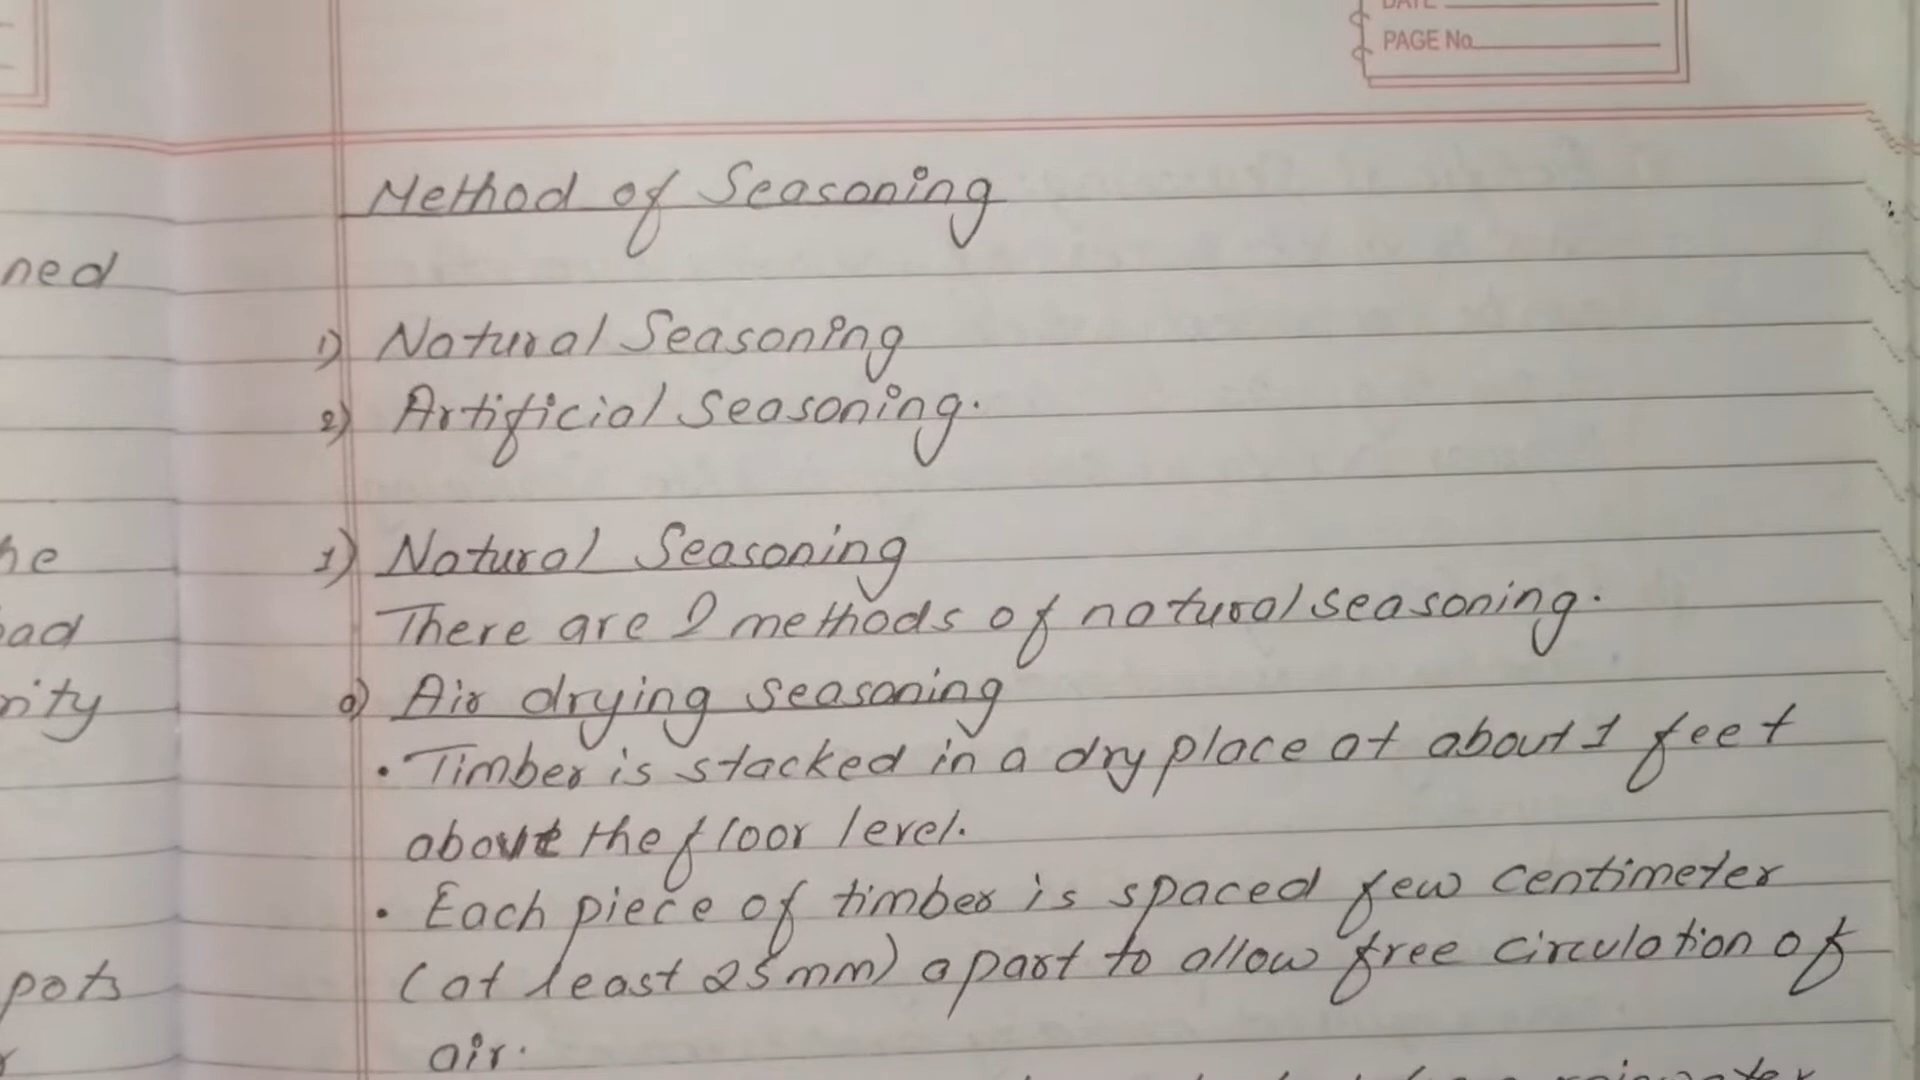 DATE
PAGE No.
ned
he
ad
rity
pots
Method of Seasoning
1) Natural Seasoning
2) Artificial Seasoning.
1) Natural Seasoning
There are 2 methods of natural seasoning.
a) Air drying seasoning
• Timber is stacked in a dry place at about 1 feet
above the floor level.
• Each piece of timber is spaced few centimeter
(at least 25mm) apart to allow free circulation of
air.